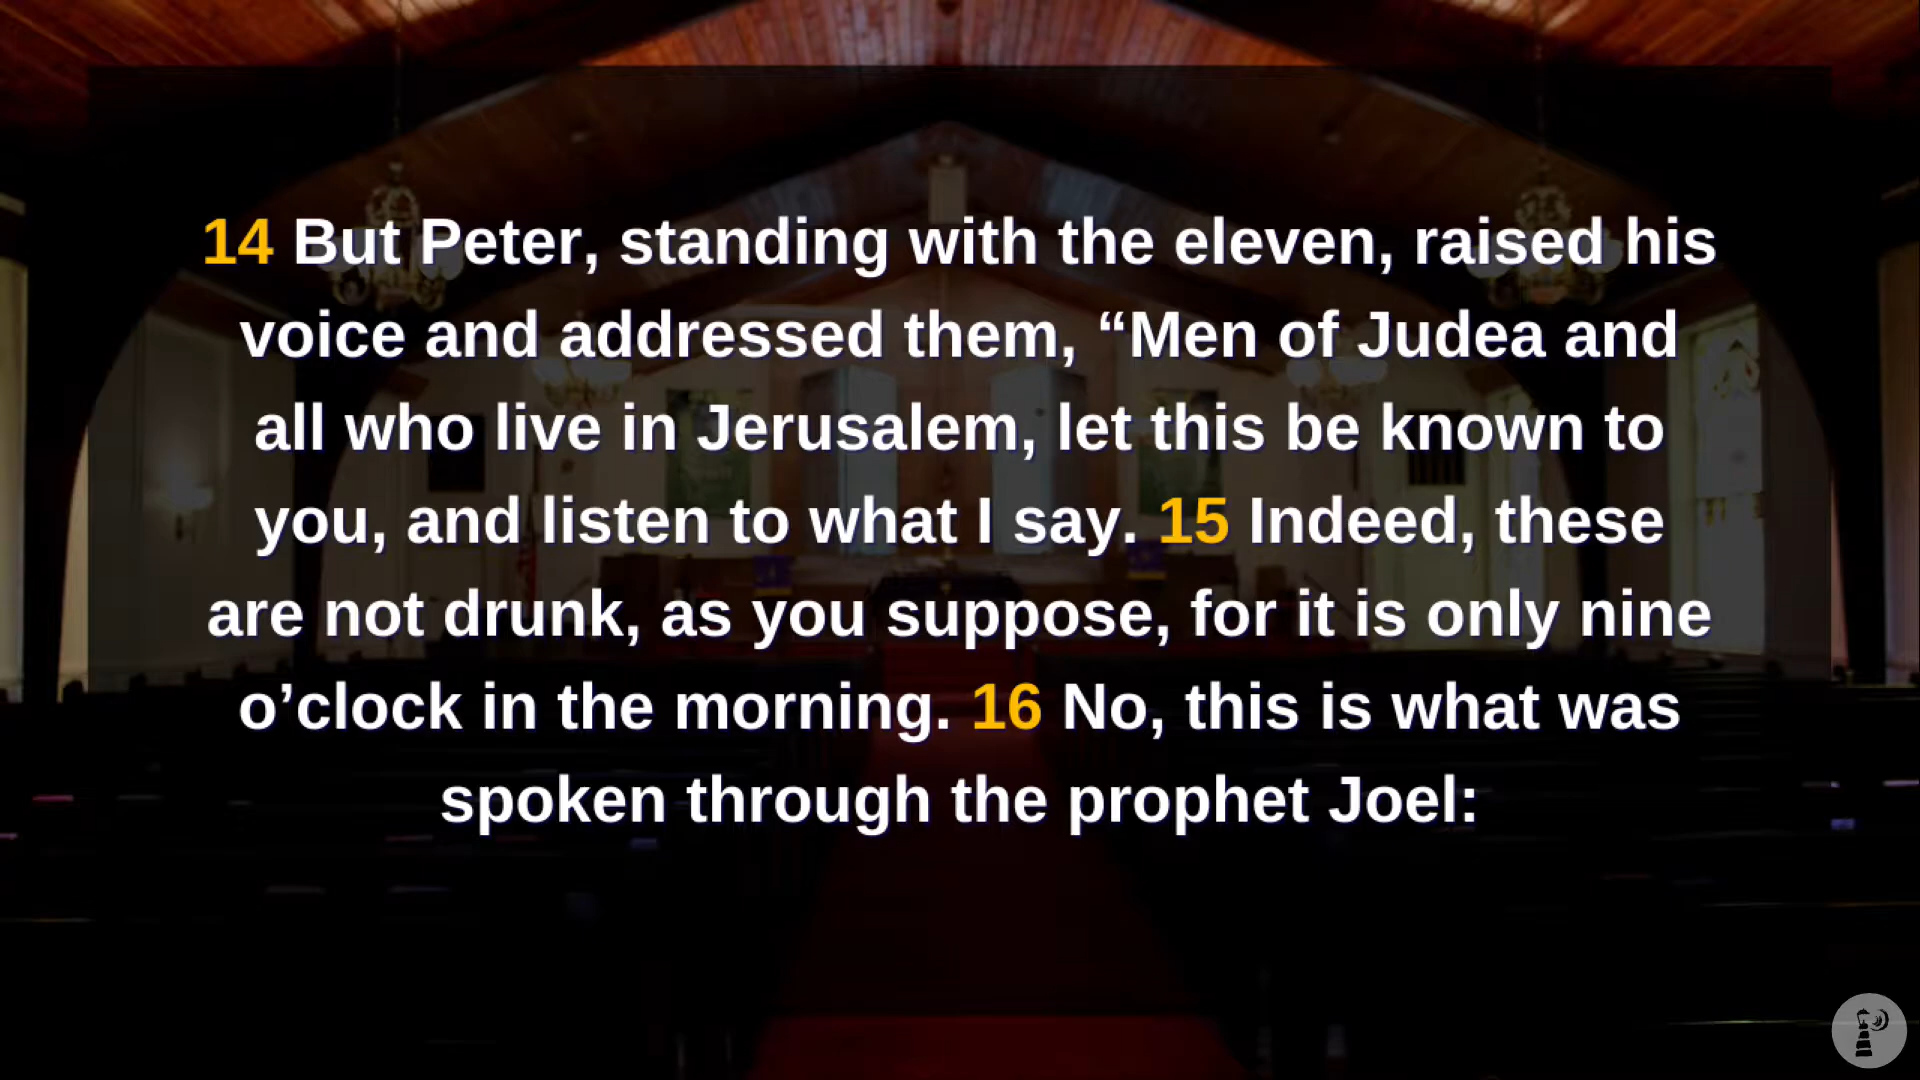 14 But Peter, standing with the eleven, raised his
voice and addressed them, “Men of Judea and
all who live in Jerusalem, let this be known to
you, and listen to what I say. 15 Indeed, these
are not drunk, as you suppose, for it is only nine
o’clock in the morning. 16 No, this is what was
spoken through the prophet Joel: